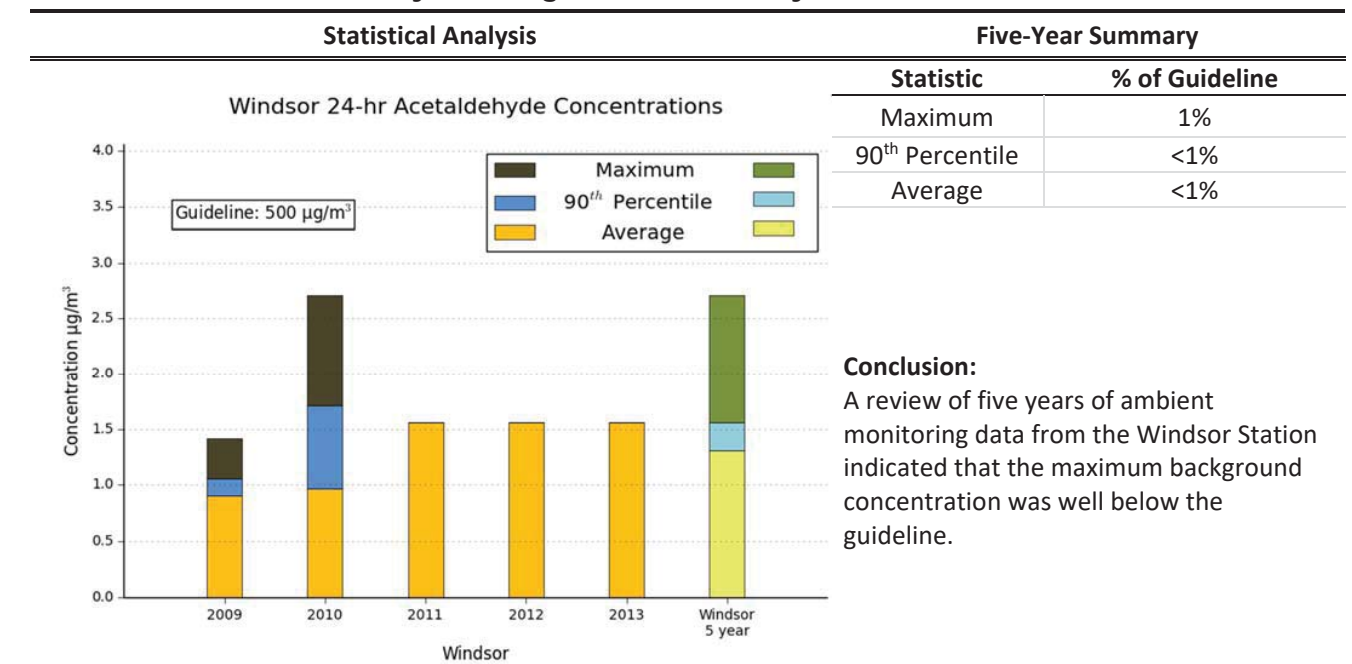 Statistical Analysis
Five-Year Summary
Windsor 24-hr Acetaldehyde Concentrations
4.0
3.5
3.0
2.5
2.0
1.5
1.0
0.5
0.0
Concentration µg/m³
Guideline: 500 µg/m³
Maximum
90th Percentile
Average
2009
2010
2011
2012
2013
Windsor
5 year
Windsor
Statistic % of Guideline
Maximum 1%
90th Percentile <1%
Average <1%
Conclusion:
A review of five years of ambient
monitoring data from the Windsor Station
indicated that the maximum background
concentration was well below the
guideline.